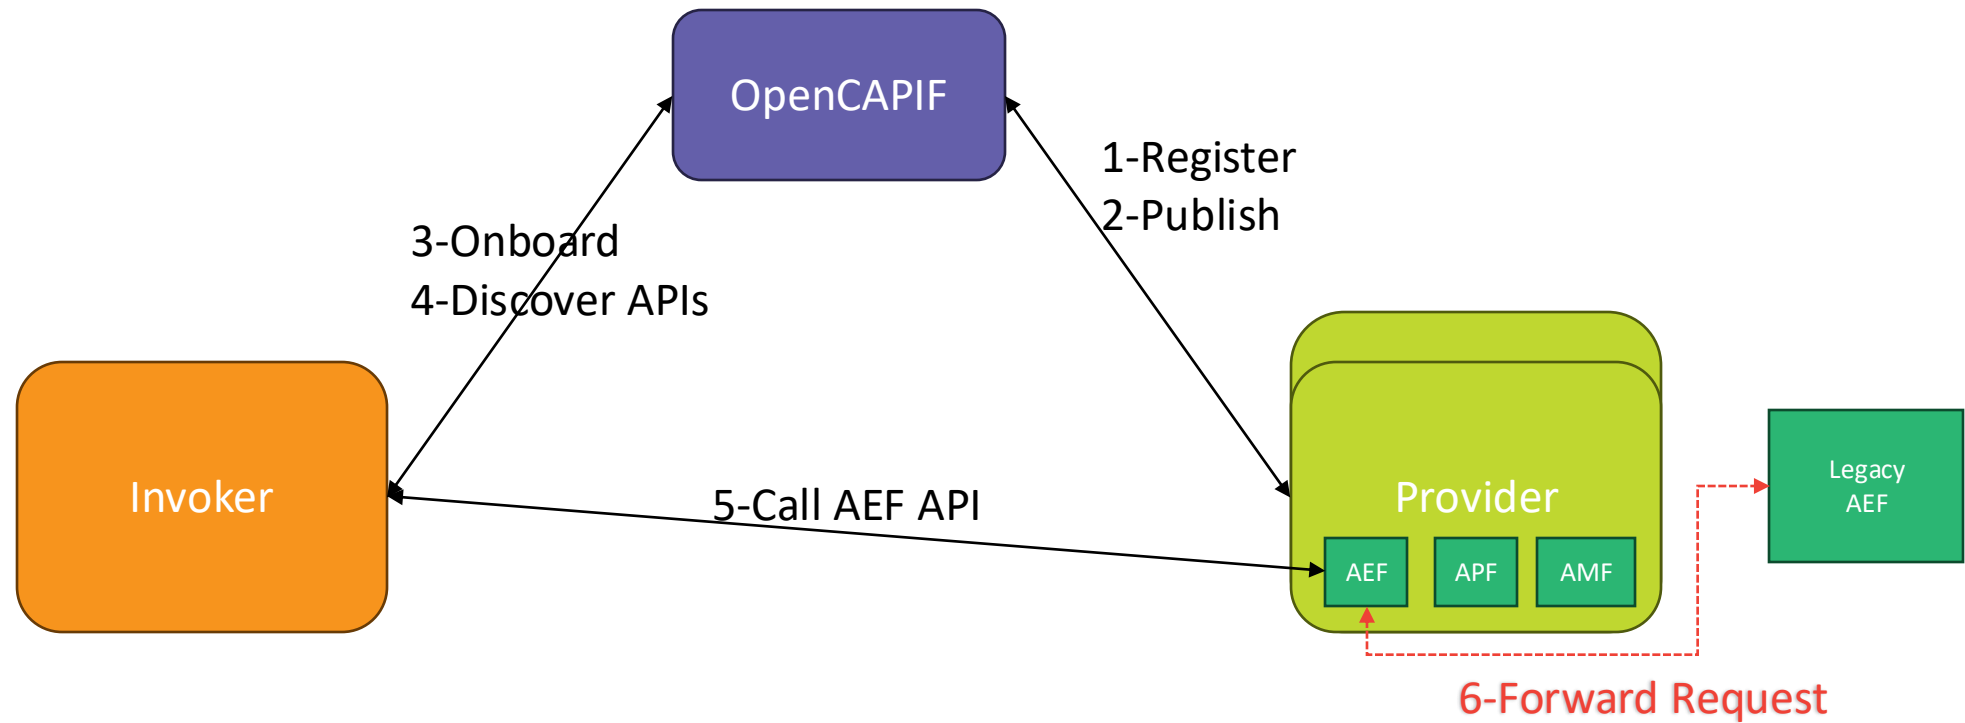 OpenCAPIF
1-Register
2-Publish
3-Onboard
4-Discover APIs
Invoker
5-Call AEF API
Provider
AEF
APF
AMF
Legacy
AEF
6-Forward Request